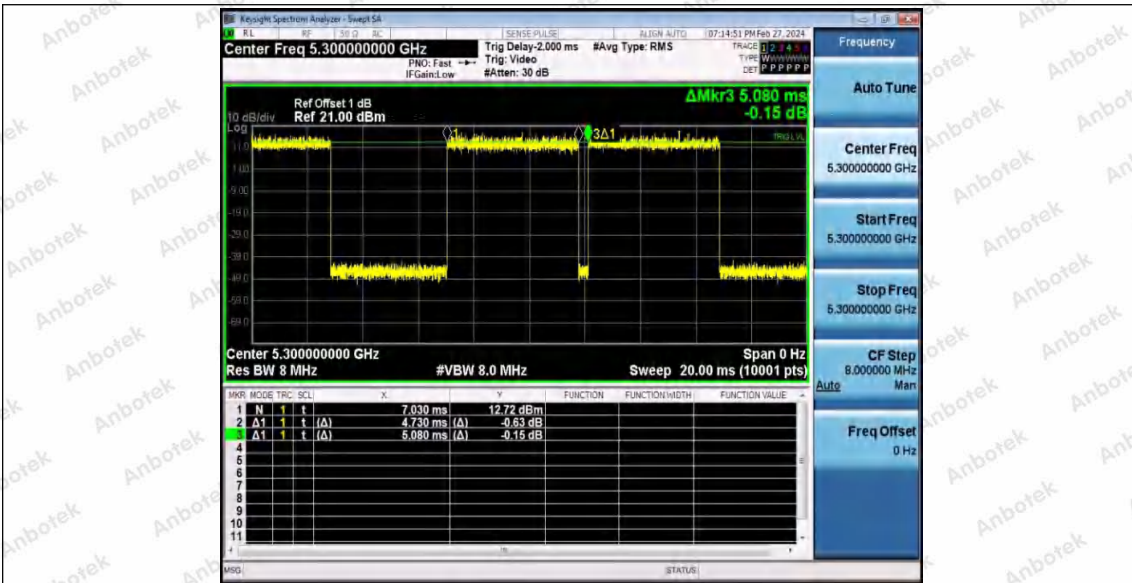 Keysight Spectrum Analyzer - Swept SA
RL RF 50 Ω AC SENSE:PULSE ALIGN AUTO 07:14:51 PM Feb 27, 2024
Center Freq 5.300000000 GHz
PNO: Fast
IFGain:Low
Trig Delay-2.000 ms
Trig: Video
#Atten: 30 dB
#Avg Type: RMS
TRACE 1 2 3 4 5 6
TYPE WWWWWW
DET P P P P P P
Frequency
Auto Tune
Center Freq
5.300000000 GHz
Start Freq
5.300000000 GHz
Stop Freq
5.300000000 GHz
CF Step
8.000000 MHz
Auto Man
Freq Offset
0 Hz
ΔMkr3 5.080 ms
-0.15 dB
Ref Offset 1 dB
10 dB/div Ref 21.00 dBm
Log
11.0
1.00
-9.00
-19.0
-29.0
-39.0
-49.0
-59.0
-69.0
1
3Δ1
TRIG LVL
Center 5.300000000 GHz Span 0 Hz
Res BW 8 MHz #VBW 8.0 MHz Sweep 20.00 ms (10001 pts)
MKR MODE TRC SCL X Y FUNCTION FUNCTION WIDTH FUNCTION VALUE
1 N 1 t 7.030 ms 12.72 dBm
2 Δ1 1 t (Δ) 4.730 ms (Δ) -0.63 dB
3 Δ1 1 t (Δ) 5.080 ms (Δ) -0.15 dB
4
5
6
7
8
9
10
11
MSG STATUS
Anbotek